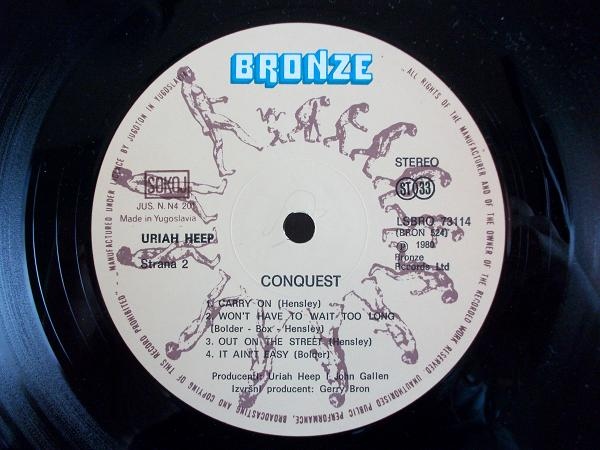 BRONZE
ALL RIGHTS OF THE MANUFACTURER AND OF THE OWNER OF THE RECORDED WORK RESERVED UNAUTHORISED PUBLIC PERFORMANCE, BROADCASTING AND COPYING OF THIS RECORD PROHIBITED - MANUFACTURED UNDER LICENCE BY JUGOTON IN YUGOSLAVIA
SOKOJ
JUS. N. N4 201
Made in Yugoslavia
URIAH HEEP
Strana 2
STEREO
ST 33
LSBRO 73114
(BRON 524)
℗ 1980
Bronze
Records Ltd
CONQUEST
1. CARRY ON (Hensley)
2. WON'T HAVE TO WAIT TOO LONG
(Bolder - Box - Hensley)
3. OUT ON THE STREET (Hensley)
4. IT AIN'T EASY (Bolder)
Producenti: Uriah Heep i John Gallen
Izvršni producent: Gerry Bron